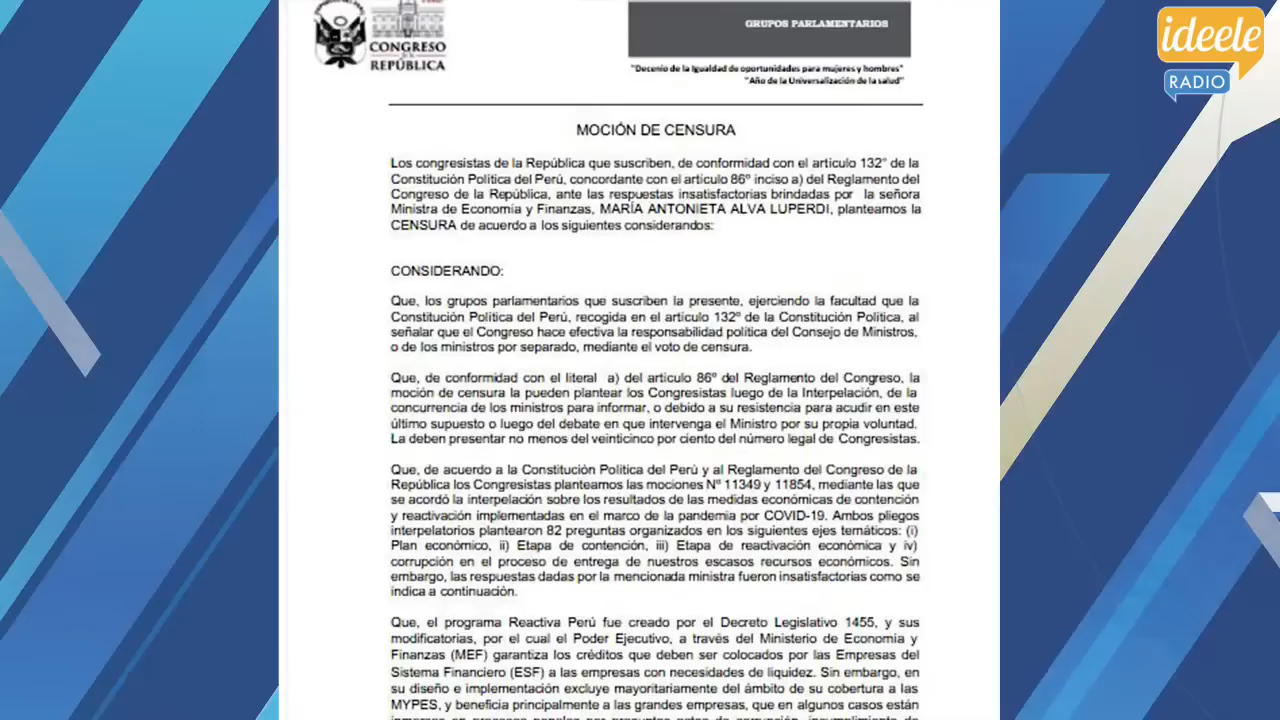 CONGRESO
de la
REPÚBLICA
GRUPOS PARLAMENTARIOS
"Decenio de la Igualdad de oportunidades para mujeres y hombres"
"Año de la Universalización de la salud"
ideele
RADIO
MOCIÓN DE CENSURA
Los congresistas de la República que suscriben, de conformidad con el artículo 132° de la
Constitución Política del Perú, concordante con el artículo 86º inciso a) del Reglamento del
Congreso de la República, ante las respuestas insatisfactorias brindadas por la señora
Ministra de Economía y Finanzas, MARÍA ANTONIETA ALVA LUPERDI, planteamos la
CENSURA de acuerdo a los siguientes considerandos:
CONSIDERANDO:
Que, los grupos parlamentarios que suscriben la presente, ejerciendo la facultad que la
Constitución Política del Perú, recogida en el artículo 132º de la Constitución Política, al
señalar que el Congreso hace efectiva la responsabilidad política del Consejo de Ministros,
o de los ministros por separado, mediante el voto de censura.
Que, de conformidad con el literal a) del artículo 86º del Reglamento del Congreso, la
moción de censura la pueden plantear los Congresistas luego de la Interpelación, de la
concurrencia de los ministros para informar, o debido a su resistencia para acudir en este
último supuesto o luego del debate en que intervenga el Ministro por su propia voluntad.
La deben presentar no menos del veinticinco por ciento del número legal de Congresistas.
Que, de acuerdo a la Constitución Política del Perú y al Reglamento del Congreso de la
República los Congresistas planteamos las mociones Nº 11349 y 11854, mediante las que
se acordó la interpelación sobre los resultados de las medidas económicas de contención
y reactivación implementadas en el marco de la pandemia por COVID-19. Ambos pliegos
interpelatorios plantearon 82 preguntas organizados en los siguientes ejes temáticos: (i)
Plan económico, ii) Etapa de contención, iii) Etapa de reactivación económica y iv)
corrupción en el proceso de entrega de nuestros escasos recursos económicos. Sin
embargo, las respuestas dadas por la mencionada ministra fueron insatisfactorias como se
indica a continuación.
Que, el programa Reactiva Perú fue creado por el Decreto Legislativo 1455, y sus
modificatorias, por el cual el Poder Ejecutivo, a través del Ministerio de Economía y
Finanzas (MEF) garantiza los créditos que deben ser colocados por las Empresas del
Sistema Financiero (ESF) a las empresas con necesidades de liquidez. Sin embargo, en
su diseño e implementación excluye mayoritariamente del ámbito de su cobertura a las
MYPES, y beneficia principalmente a las grandes empresas, que en algunos casos están